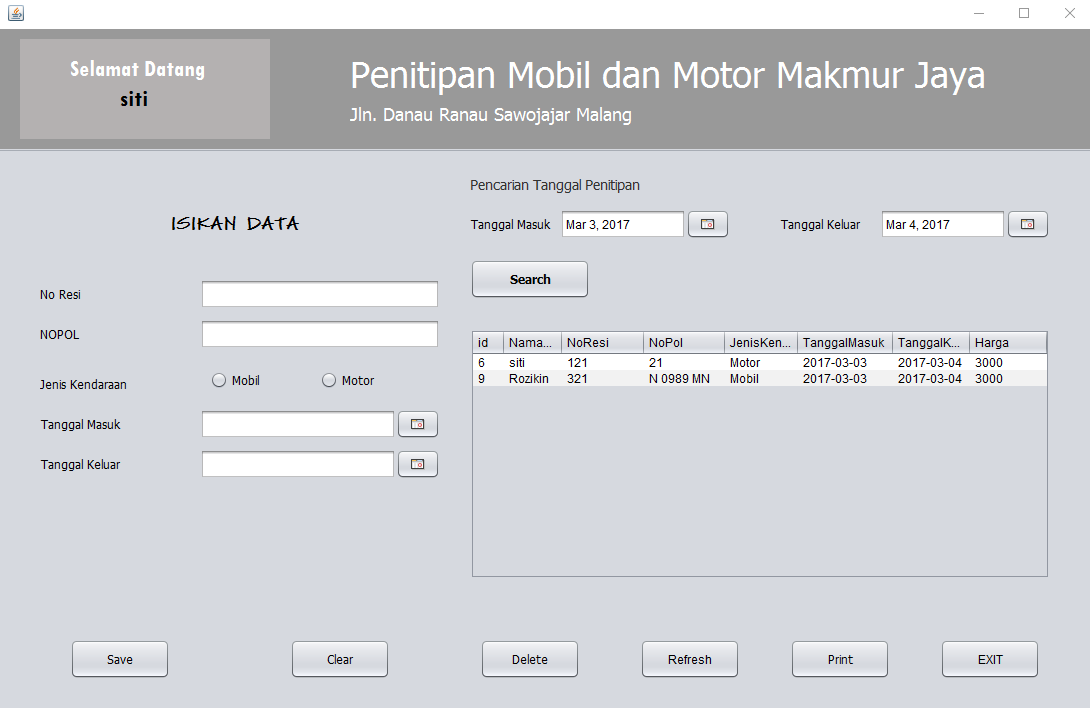 Selamat Datang
siti
Penitipan Mobil dan Motor Makmur Jaya
Jln. Danau Ranau Sawojajar Malang
ISIKAN DATA
No Resi
NOPOL
Jenis Kendaraan
Mobil
Motor
Tanggal Masuk
Tanggal Keluar
Pencarian Tanggal Penitipan
Tanggal Masuk Mar 3, 2017 Tanggal Keluar Mar 4, 2017
Search
id Nama... NoResi NoPol JenisKen... TanggalMasuk TanggalK... Harga
6 siti 121 21 Motor 2017-03-03 2017-03-04 3000
9 Rozikin 321 N 0989 MN Mobil 2017-03-03 2017-03-04 3000
Save Clear Delete Refresh Print EXIT